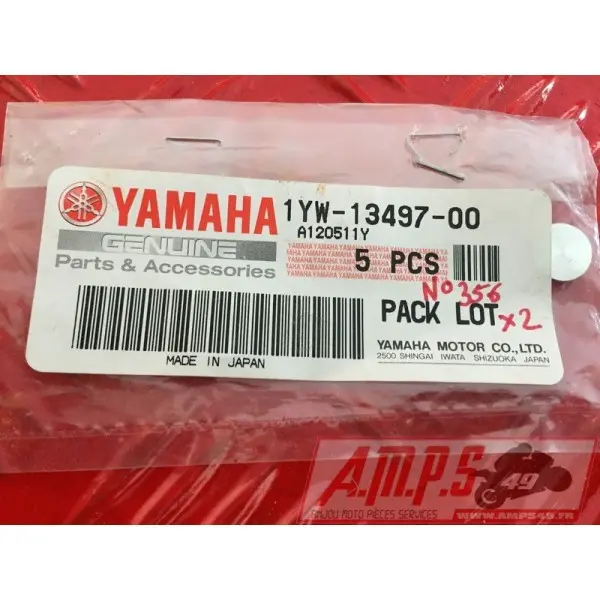 YAMAHA
GENUINE
Parts & Accessories
1YW-13497-00
A120511Y
5 PCS
No 356
PACK LOT x2
MADE IN JAPAN
YAMAHA MOTOR CO., LTD.
2500 SHINGAI IWATA SHIZUOKA JAPAN
A.M.P.S 49
ANJOU MOTO PIÈCES SERVICES
WWW.AMPS49.FR